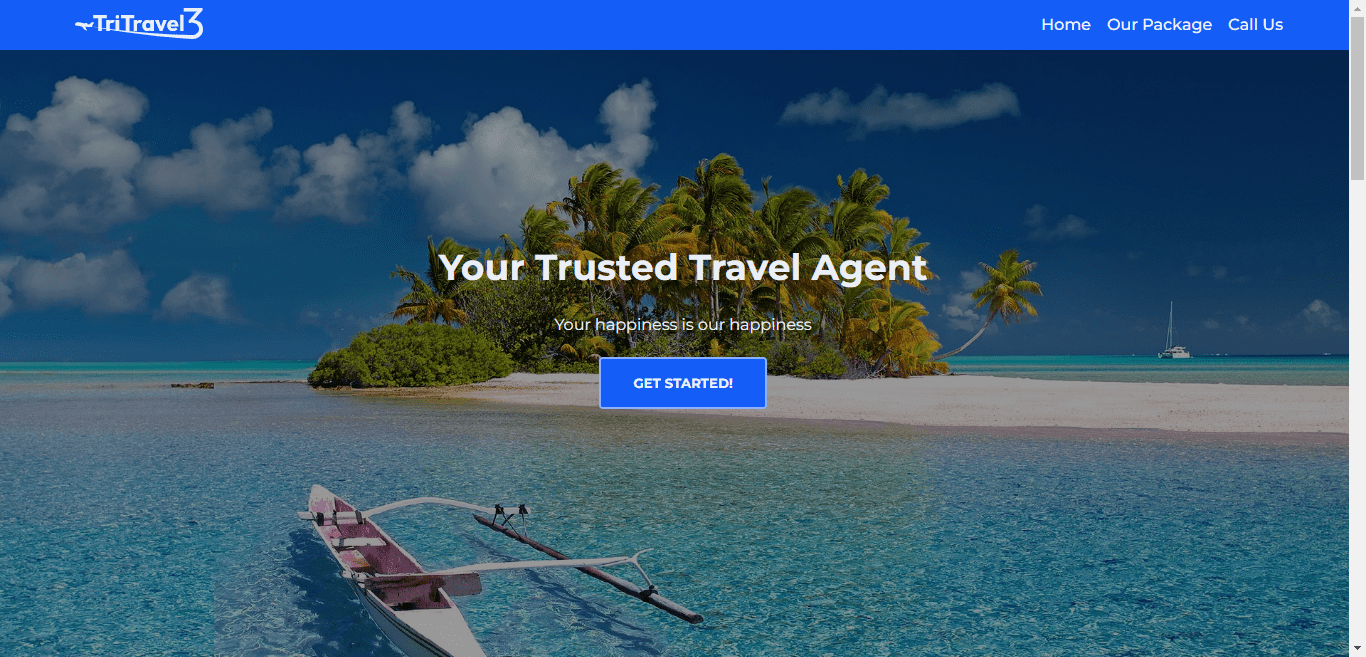 TriTravel3
Home Our Package Call Us
Your Trusted Travel Agent
Your happiness is our happiness
GET STARTED!